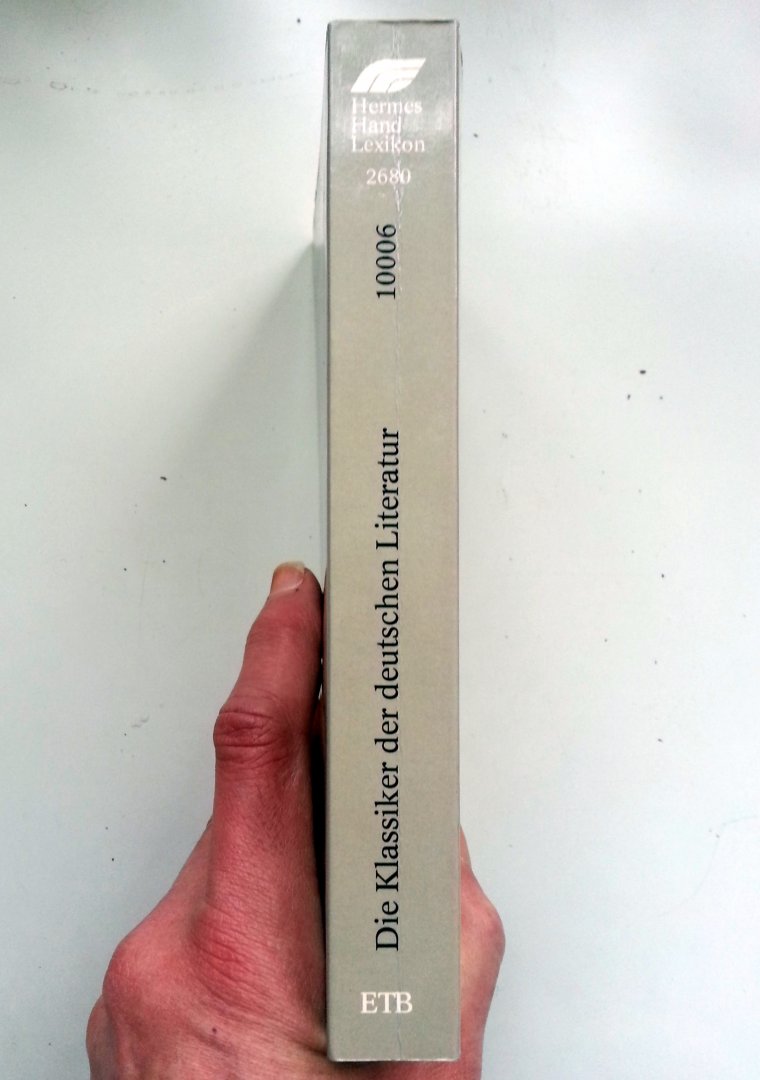 Hermes
Hand
Lexikon
2680
10006
Die Klassiker der deutschen Literatur
ETB